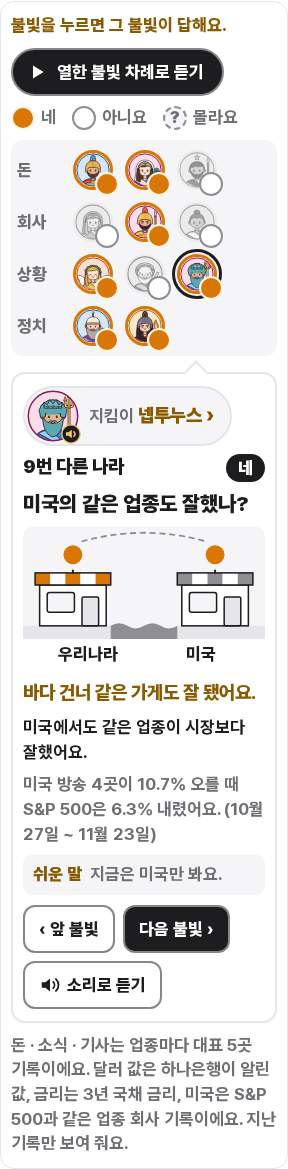 불빛을 누르면 그 불빛이 답해요.
▶ 열한 불빛 차례로 듣기
네 아니요 ? 몰라요
돈
회사
상황
정치
지킴이 넵투누스 ›
9번 다른 나라 네
미국의 같은 업종도 잘했나?
우리나라 미국
바다 건너 같은 가게도 잘 됐어요.
미국에서도 같은 업종이 시장보다
잘했어요.
미국 방송 4곳이 10.7% 오를 때
S&P 500은 6.3% 내렸어요. (10월
27일 ~ 11월 23일)
쉬운 말 지금은 미국만 봐요.
‹ 앞 불빛 다음 불빛 ›
소리로 듣기
돈 · 소식 · 기사는 업종마다 대표 5곳
기록이에요. 달러 값은 하나은행이 알린
값, 금리는 3년 국채 금리, 미국은 S&P
500과 같은 업종 회사 기록이에요. 지난
기록만 보여 줘요.